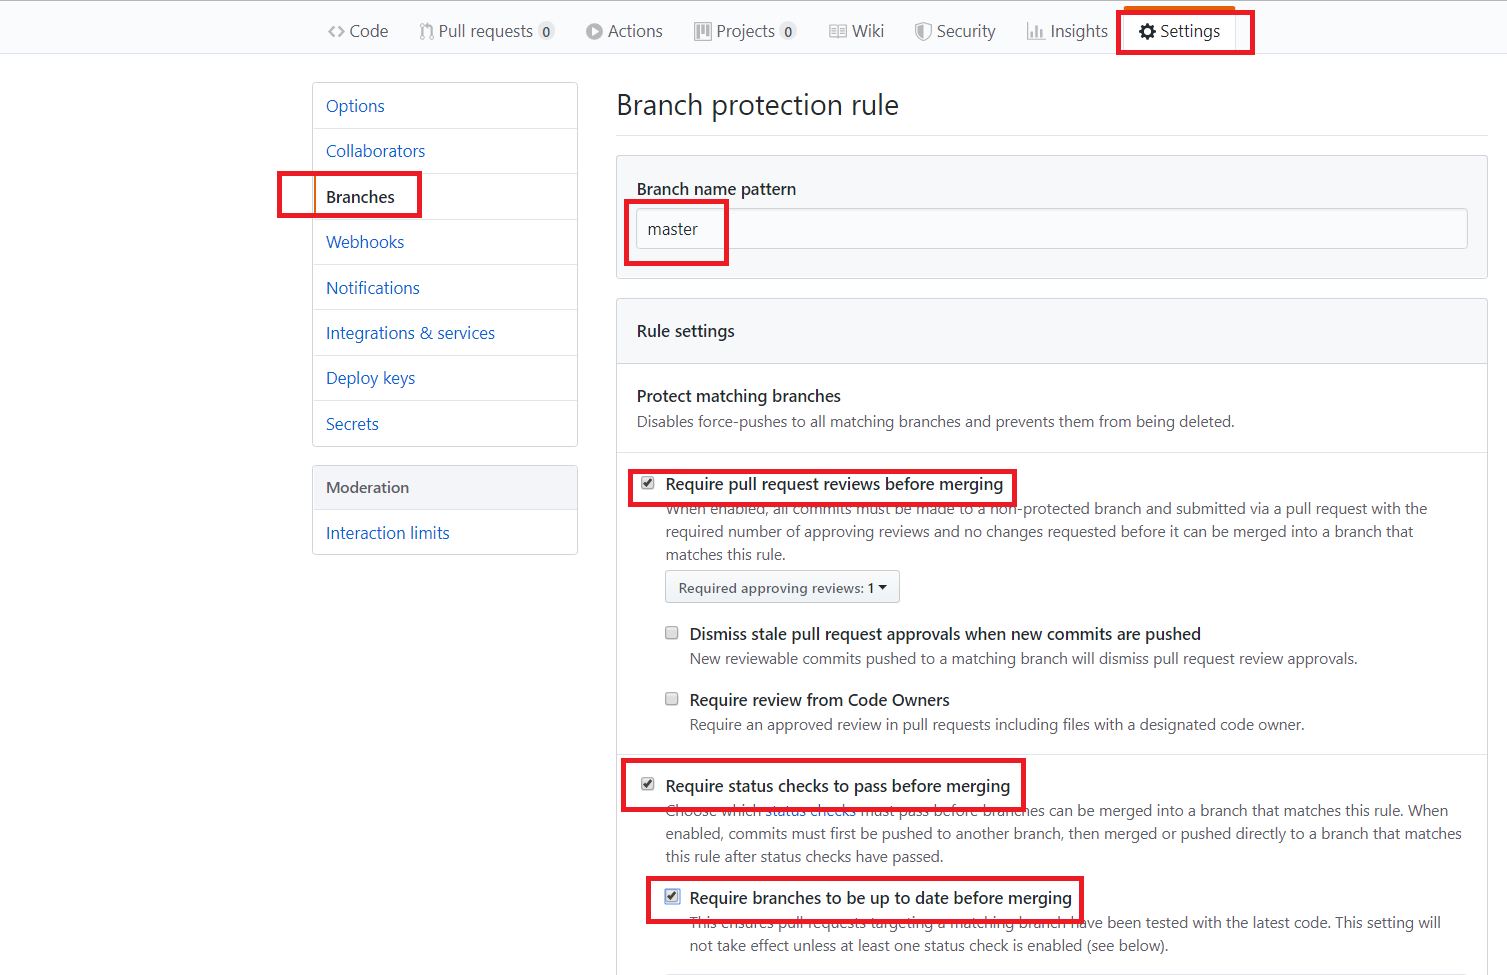 Code Pull requests 0 Actions Projects 0 Wiki Security Insights Settings
Options
Collaborators
Branches
Webhooks
Notifications
Integrations & services
Deploy keys
Secrets
Moderation
Interaction limits
Branch protection rule
Branch name pattern
master
Rule settings
Protect matching branches
Disables force-pushes to all matching branches and prevents them from being deleted.
Require pull request reviews before merging
When enabled, all commits must be made to a non-protected branch and submitted via a pull request with the
required number of approving reviews and no changes requested before it can be merged into a branch that
matches this rule.
Required approving reviews: 1
Dismiss stale pull request approvals when new commits are pushed
New reviewable commits pushed to a matching branch will dismiss pull request review approvals.
Require review from Code Owners
Require an approved review in pull requests including files with a designated code owner.
Require status checks to pass before merging
Choose which status checks must pass before branches can be merged into a branch that matches this rule. When
enabled, commits must first be pushed to another branch, then merged or pushed directly to a branch that matches
this rule after status checks have passed.
Require branches to be up to date before merging
This ensures pull requests targeting a matching branch have been tested with the latest code. This setting will
not take effect unless at least one status check is enabled (see below).